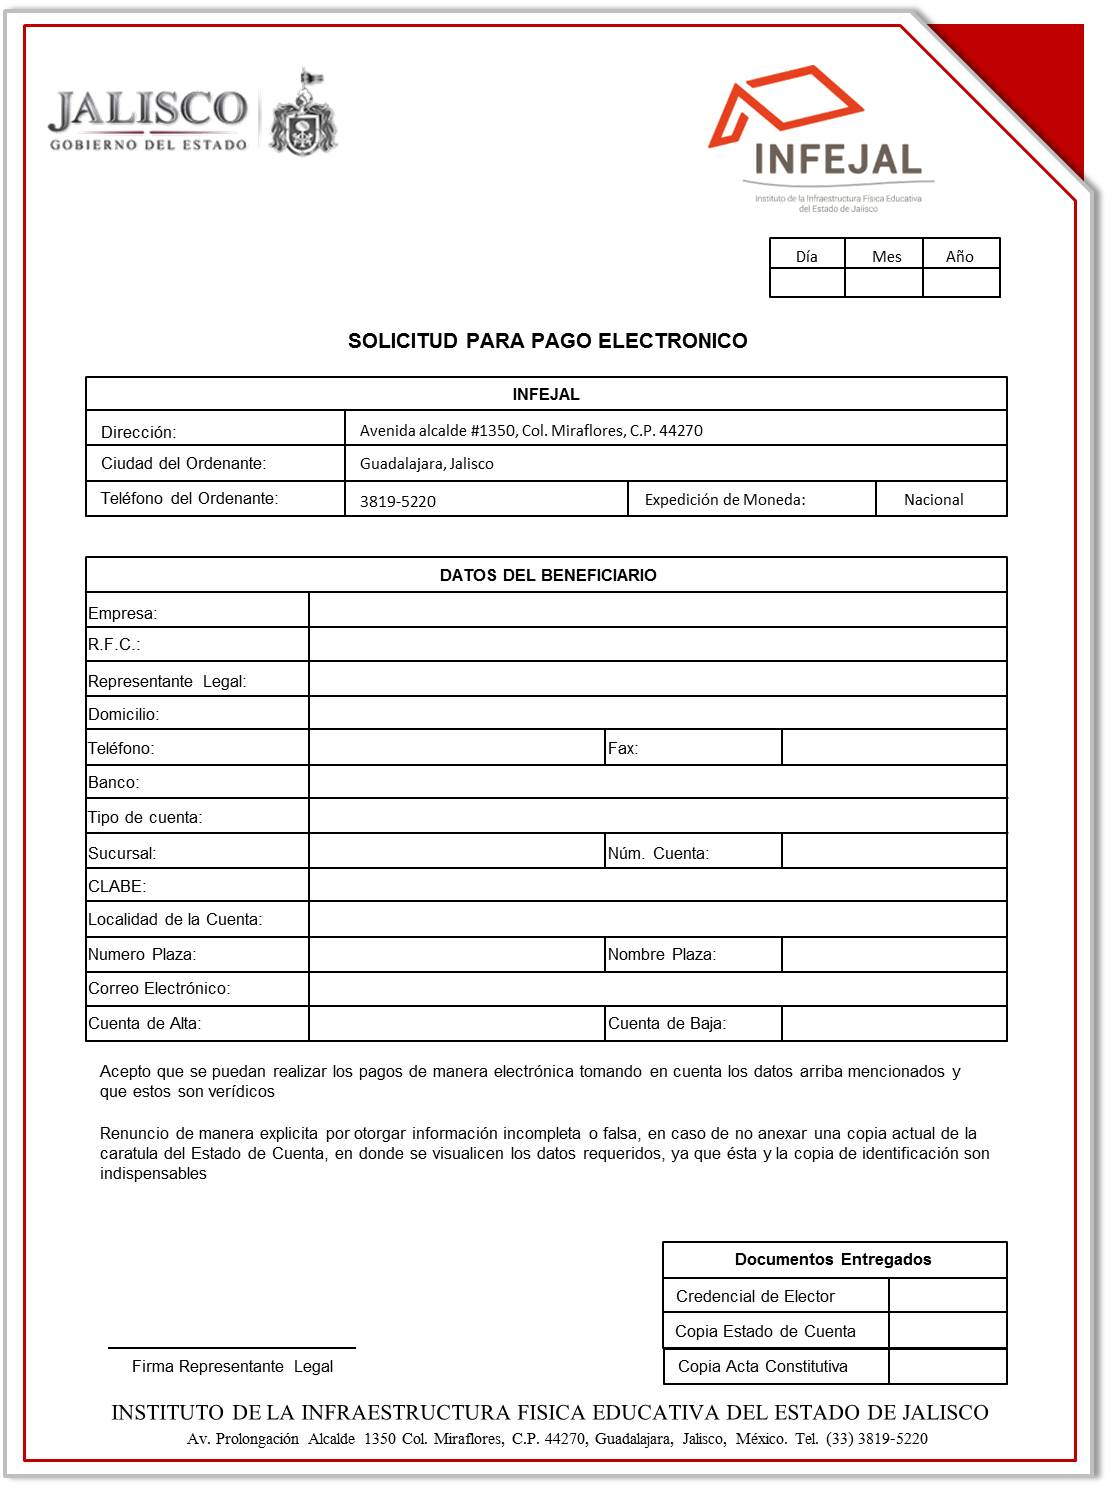 JALISCO
GOBIERNO DEL ESTADO
INFEJAL
Instituto de la Infraestructura Física Educativa
del Estado de Jalisco
Día Mes Año
SOLICITUD PARA PAGO ELECTRONICO
INFEJAL
Dirección: Avenida alcalde #1350, Col. Miraflores, C.P. 44270
Ciudad del Ordenante: Guadalajara, Jalisco
Teléfono del Ordenante: 3819-5220 Expedición de Moneda: Nacional
DATOS DEL BENEFICIARIO
Empresa:
R.F.C.:
Representante Legal:
Domicilio:
Teléfono: Fax:
Banco:
Tipo de cuenta:
Sucursal: Núm. Cuenta:
CLABE:
Localidad de la Cuenta:
Numero Plaza: Nombre Plaza:
Correo Electrónico:
Cuenta de Alta: Cuenta de Baja:
Acepto que se puedan realizar los pagos de manera electrónica tomando en cuenta los datos arriba mencionados y
que estos son verídicos
Renuncio de manera explicita por otorgar información incompleta o falsa, en caso de no anexar una copia actual de la
caratula del Estado de Cuenta, en donde se visualicen los datos requeridos, ya que ésta y la copia de identificación son
indispensables
Documentos Entregados
Credencial de Elector
Copia Estado de Cuenta
Firma Representante Legal
Copia Acta Constitutiva
INSTITUTO DE LA INFRAESTRUCTURA FISICA EDUCATIVA DEL ESTADO DE JALISCO
Av. Prolongación Alcalde 1350 Col. Miraflores, C.P. 44270, Guadalajara, Jalisco, México. Tel. (33) 3819-5220